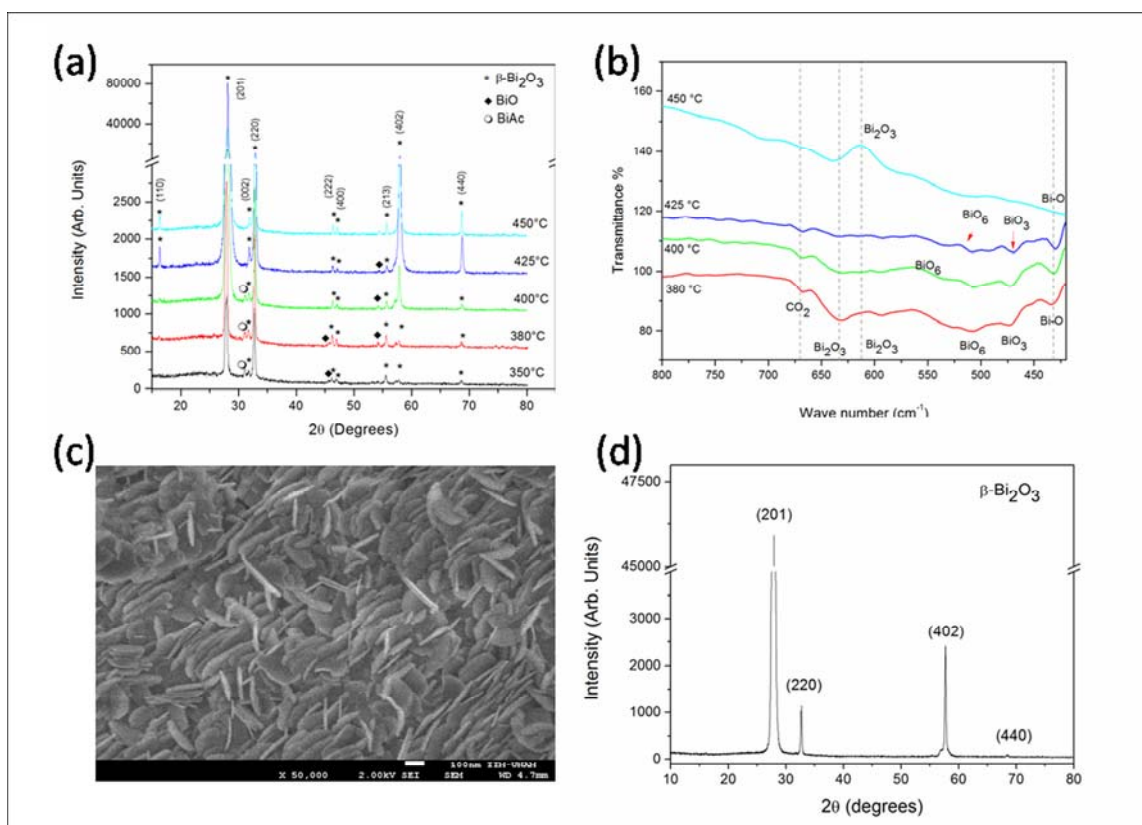 (a)
β-Bi2O3
BiO
BiAc
80000
40000
2500
2250
2000
1750
1500
1250
1000
500
250
0
(110)
(201)
(002)
(220)
(222)
(400)
(213)
(402)
(440)
450°C
425°C
400°C
380°C
350°C
20
30
40
50
60
70
80
2θ (Degrees)
Intensity (Arb. Units)
(b)
160
140
120
100
80
450 °C
425 °C
400 °C
380 °C
Bi2O3
Bi-O
BiO6
BiO3
BiO6
CO2
Bi2O3
Bi2O3
BiO6
BiO3
Bi-O
800
750
700
650
600
550
500
450
Wave number (cm-1)
Transmittance %
(c)
100nm
X 50,000 2.00kV SEI SEM WD 4.7mm
(d)
47500
45000
3000
2000
1000
0
β-Bi2O3
(201)
(220)
(402)
(440)
10
20
30
40
50
60
70
80
2θ (degrees)
Intensity (Arb. Units)